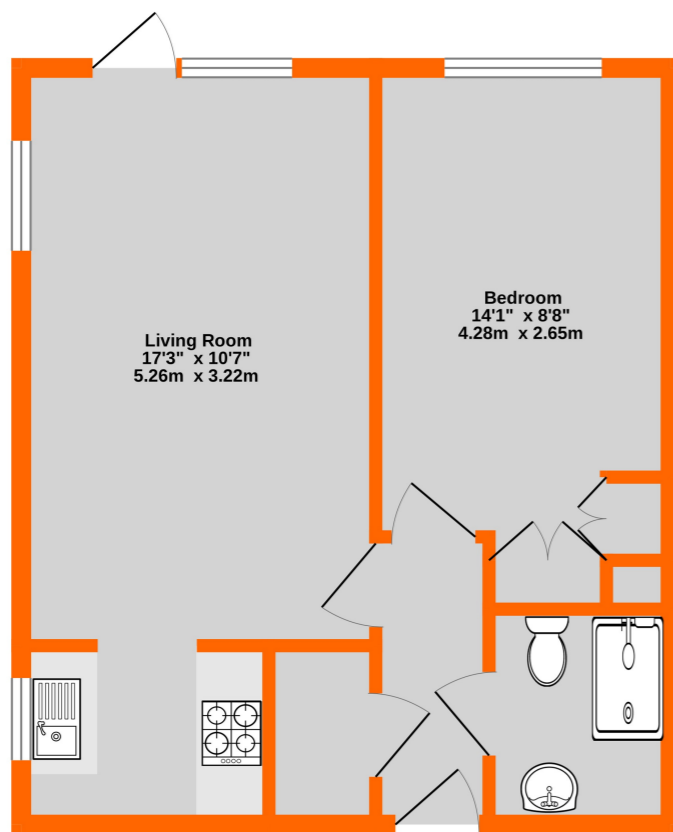 Bedroom
14'1" x 8'8"
4.28m x 2.65m
Living Room
17'3" x 10'7"
5.26m x 3.22m